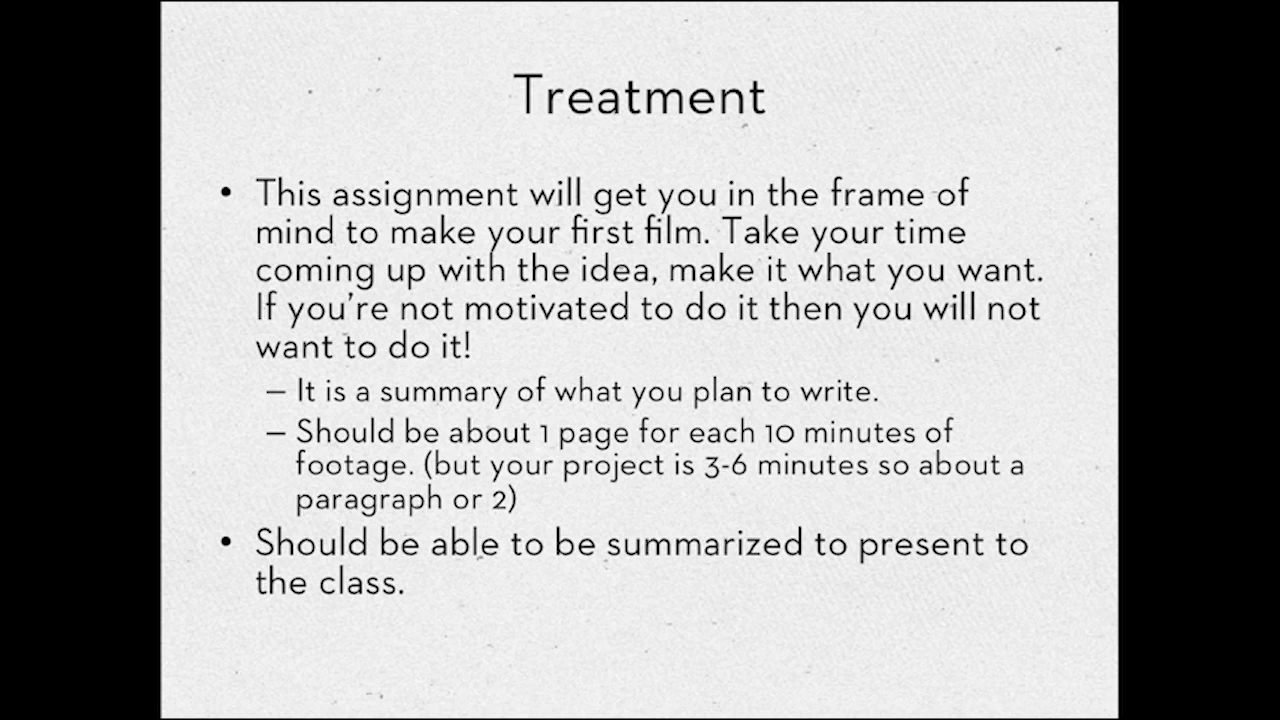 Treatment
• This assignment will get you in the frame of
mind to make your first film. Take your time
coming up with the idea, make it what you want.
If you're not motivated to do it then you will not
want to do it!
– It is a summary of what you plan to write.
– Should be about 1 page for each 10 minutes of
footage. (but your project is 3-6 minutes so about a
paragraph or 2)
• Should be able to be summarized to present to
the class.